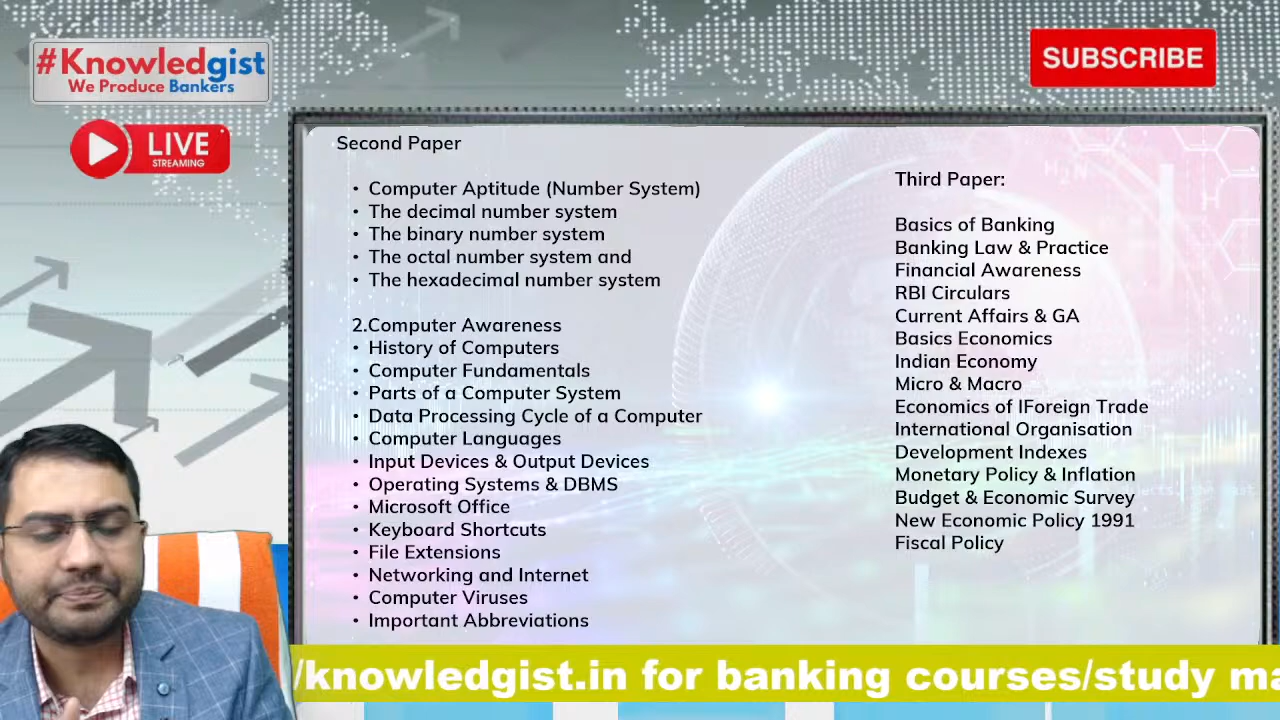 #Knowledgist
We Produce Bankers
SUBSCRIBE
LIVE
STREAMING
Second Paper
• Computer Aptitude (Number System)
• The decimal number system
• The binary number system
• The octal number system and
• The hexadecimal number system
2.Computer Awareness
• History of Computers
• Computer Fundamentals
• Parts of a Computer System
• Data Processing Cycle of a Computer
• Computer Languages
• Input Devices & Output Devices
• Operating Systems & DBMS
• Microsoft Office
• Keyboard Shortcuts
• File Extensions
• Networking and Internet
• Computer Viruses
• Important Abbreviations
Third Paper:
Basics of Banking
Banking Law & Practice
Financial Awareness
RBI Circulars
Current Affairs & GA
Basics Economics
Indian Economy
Micro & Macro
Economics of IForeign Trade
International Organisation
Development Indexes
Monetary Policy & Inflation
Budget & Economic Survey
New Economic Policy 1991
Fiscal Policy
/knowledgist.in for banking courses/study ma